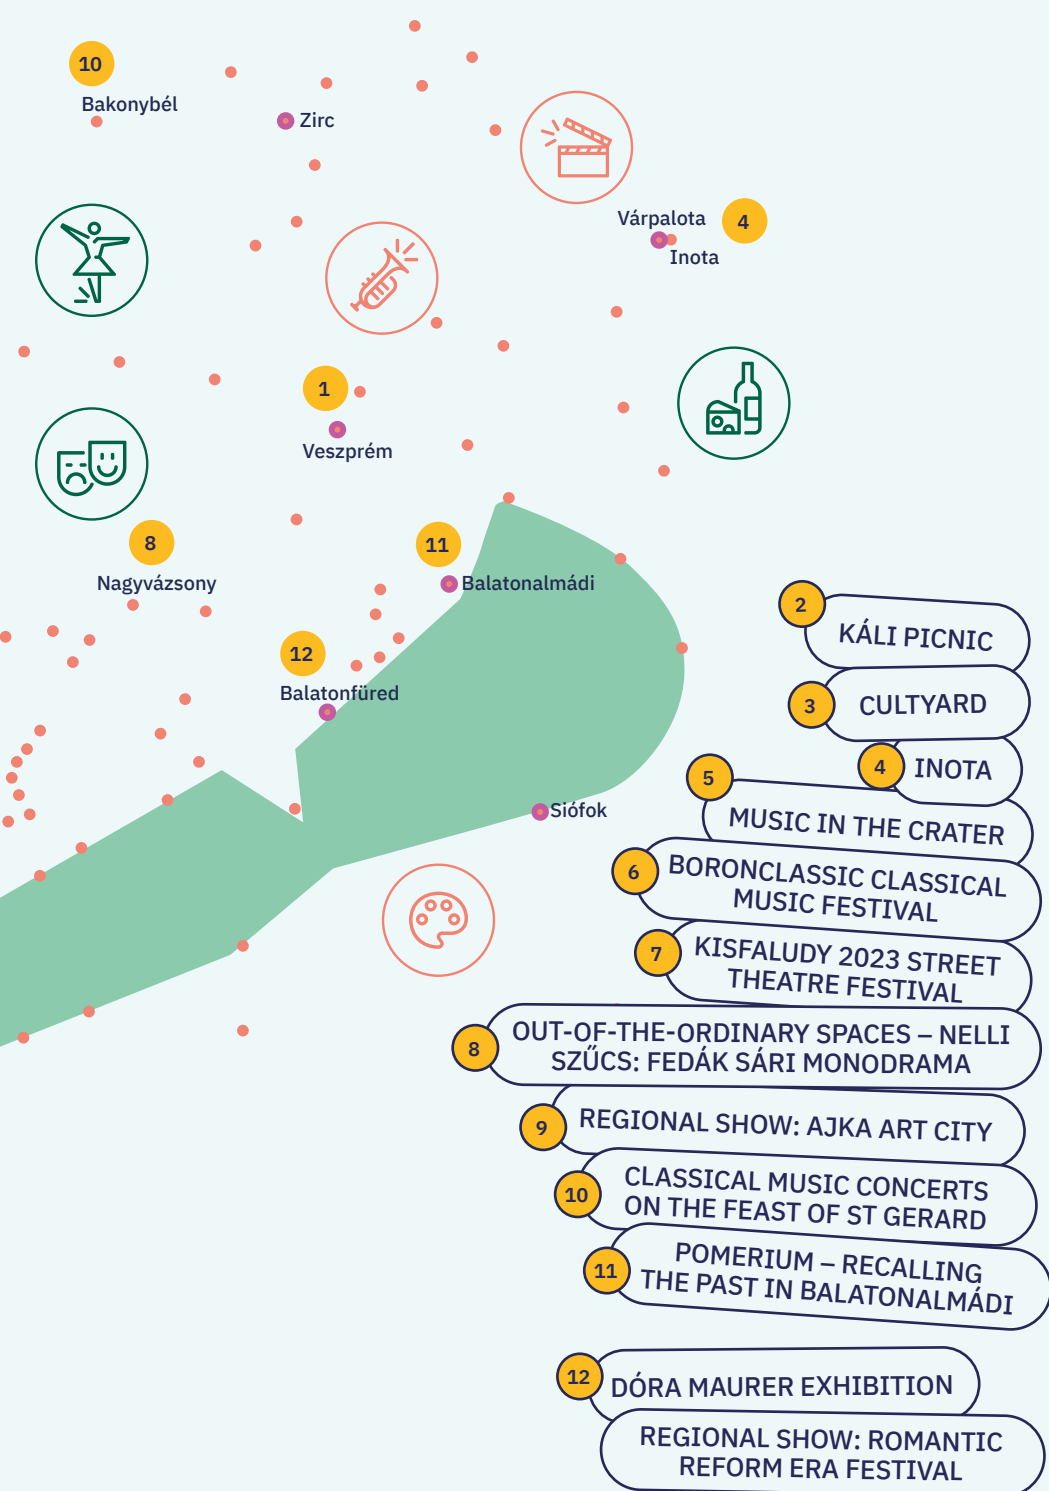 10
Bakonybél
Zirc
Várpalota
4
Inota
1
Veszprém
8
Nagyvázsony
11
Balatonalmádi
12
Balatonfüred
Siófok
2
KÁLI PICNIC
3
CULTYARD
4
INOTA
5
MUSIC IN THE CRATER
6
BORONCLASSIC CLASSICAL
MUSIC FESTIVAL
7
KISFALUDY 2023 STREET
THEATRE FESTIVAL
8
OUT-OF-THE-ORDINARY SPACES – NELLI
SZŰCS: FEDÁK SÁRI MONODRAMA
9
REGIONAL SHOW: AJKA ART CITY
10
CLASSICAL MUSIC CONCERTS
ON THE FEAST OF ST GERARD
11
POMERIUM – RECALLING
THE PAST IN BALATONALMÁDI
12
DÓRA MAURER EXHIBITION
REGIONAL SHOW: ROMANTIC
REFORM ERA FESTIVAL